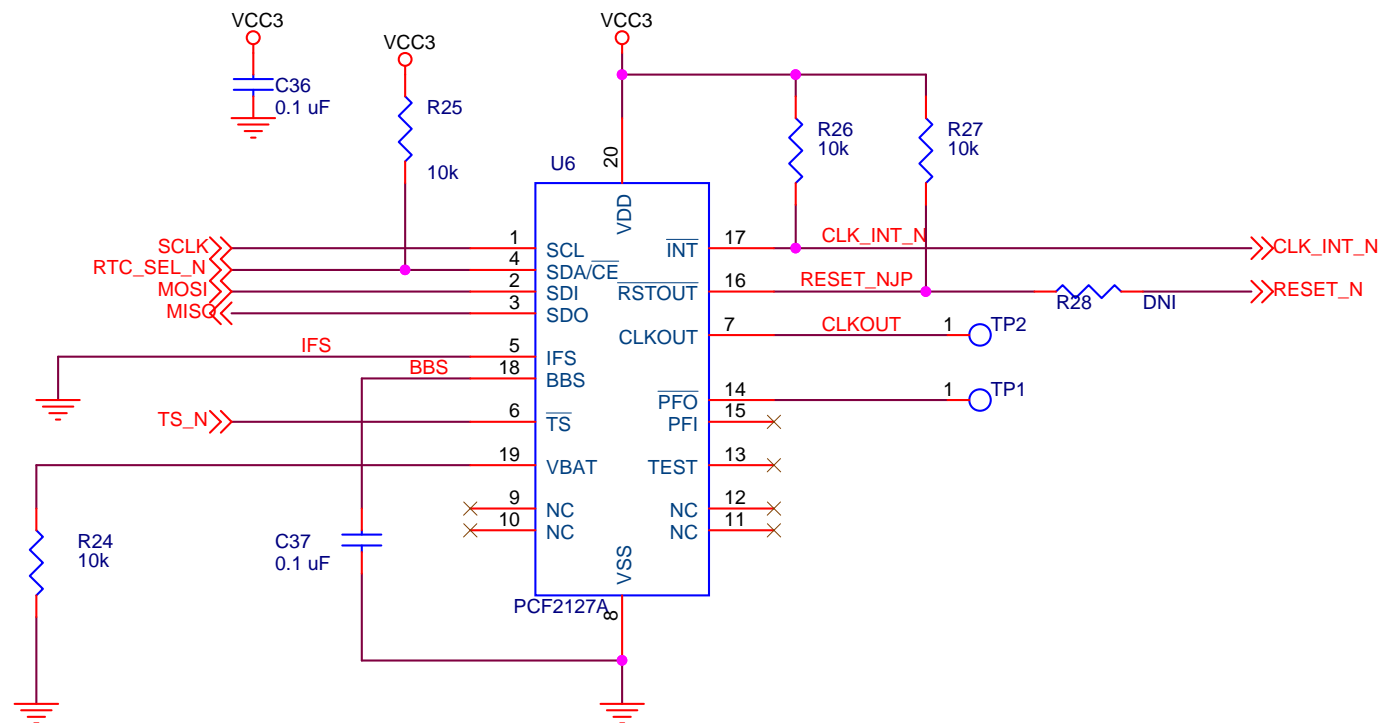 VCC3
VCC3
VCC3
C36
0.1 uF
R25
10k
R26
10k
R27
10k
U6
20
VDD
SCLK
1
SCL
RTC_SEL_N
4
SDA/CE
MOSI
2
SDI
MISO
3
SDO
IFS
5
IFS
BBS
18
BBS
TS_N
6
TS
19
VBAT
9
NC
10
NC
INT
17
CLK_INT_N
CLK_INT_N
RSTOUT
16
RESET_NJP
R28
DNI
RESET_N
CLKOUT
7
CLKOUT
1
TP2
PFO
14
1
TP1
PFI
15
TEST
13
NC
12
NC
11
R24
10k
C37
0.1 uF
VSS
PCF2127A
8